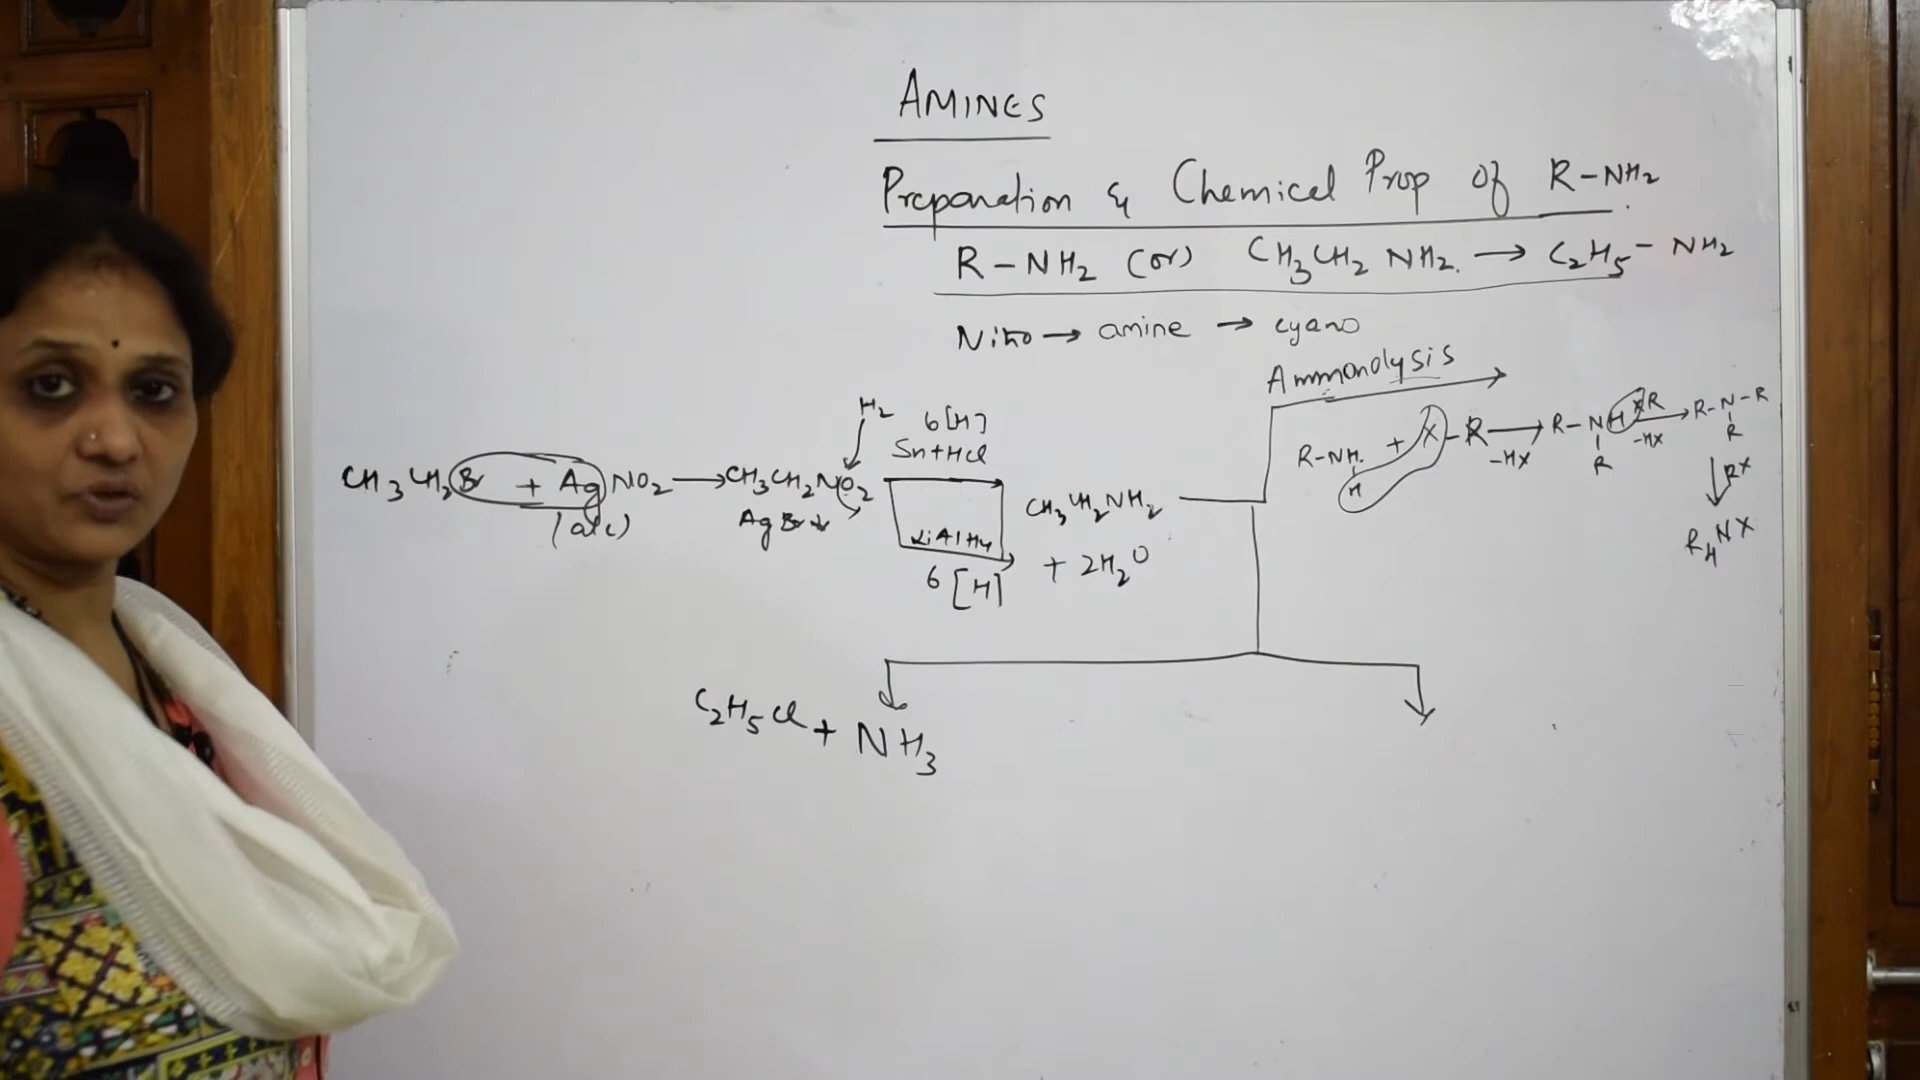 AMINES
Preparation & Chemical Prop of R-NH2
R-NH2 (or) CH3CH2NH2. → C2H5-NH2
Nitro → amine → cyano
Ammonolysis
R-NH + X-R → R-N H XR → R-N-R
H -HX R -HX R
↓ RX
R4NX
H2 6[H]
Sn+HCl
CH3CH2Br + AgNO2 → CH3CH2NO2 CH3CH2NH2
(alc) AgBr↓ LiAlH4 + 2H2O
6[H]
C2H5Cl + NH3